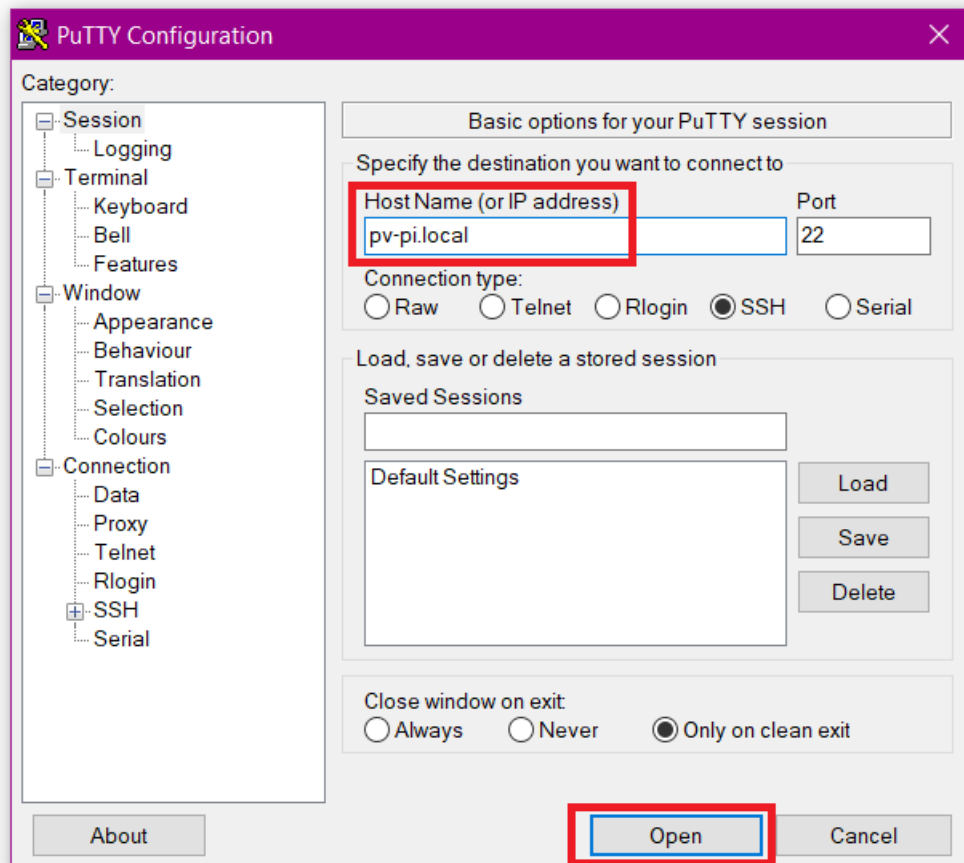 PuTTY Configuration
Category:
Session
Logging
Terminal
Keyboard
Bell
Features
Window
Appearance
Behaviour
Translation
Selection
Colours
Connection
Data
Proxy
Telnet
Rlogin
SSH
Serial
Basic options for your PuTTY session
Specify the destination you want to connect to
Host Name (or IP address) Port
pv-pi.local 22
Connection type:
Raw Telnet Rlogin SSH Serial
Load, save or delete a stored session
Saved Sessions
Default Settings
Load
Save
Delete
Close window on exit:
Always Never Only on clean exit
About Open Cancel